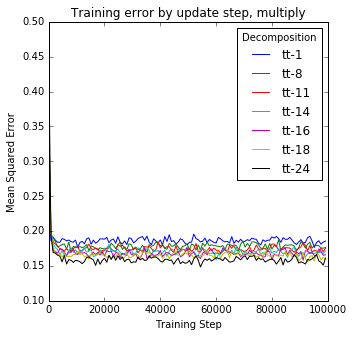 Training error by update step, multiply
Mean Squared Error
0.50
0.45
0.40
0.35
0.30
0.25
0.20
0.15
0.10
Decomposition
tt-1
tt-8
tt-11
tt-14
tt-16
tt-18
tt-24
0
20000
40000
60000
80000
100000
Training Step